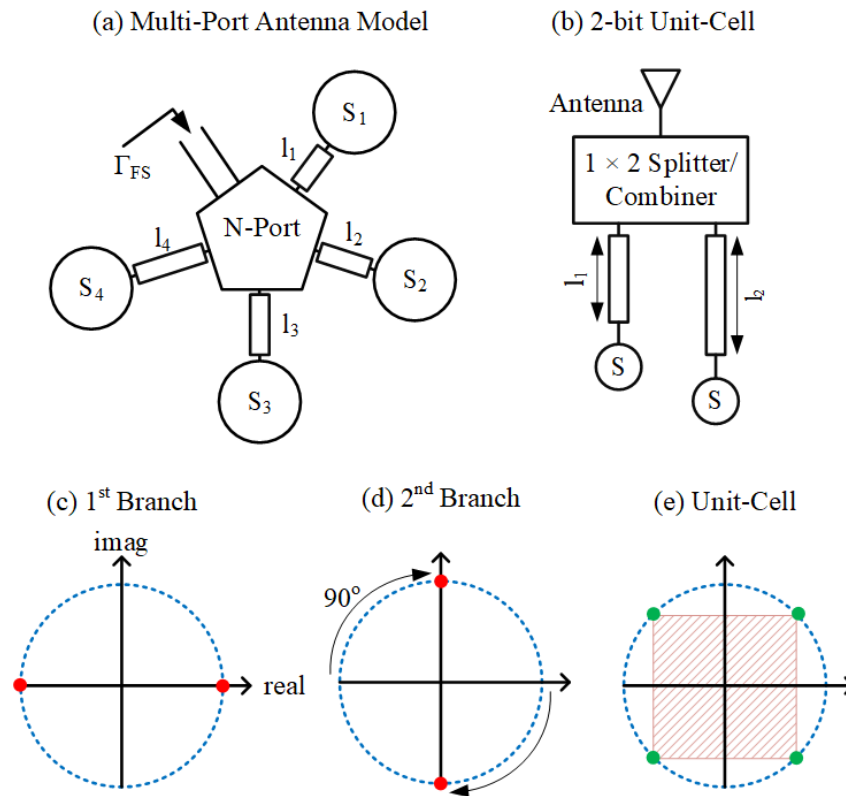 (a) Multi-Port Antenna Model
S₁
l₁
Γ_FS
N-Port
l₄
l₂
S₄
S₂
l₃
S₃
(b) 2-bit Unit-Cell
Antenna
1 × 2 Splitter/
Combiner
l₁
l₂
S
S
(c) 1ˢᵗ Branch
imag
real
(d) 2ⁿᵈ Branch
90°
(e) Unit-Cell